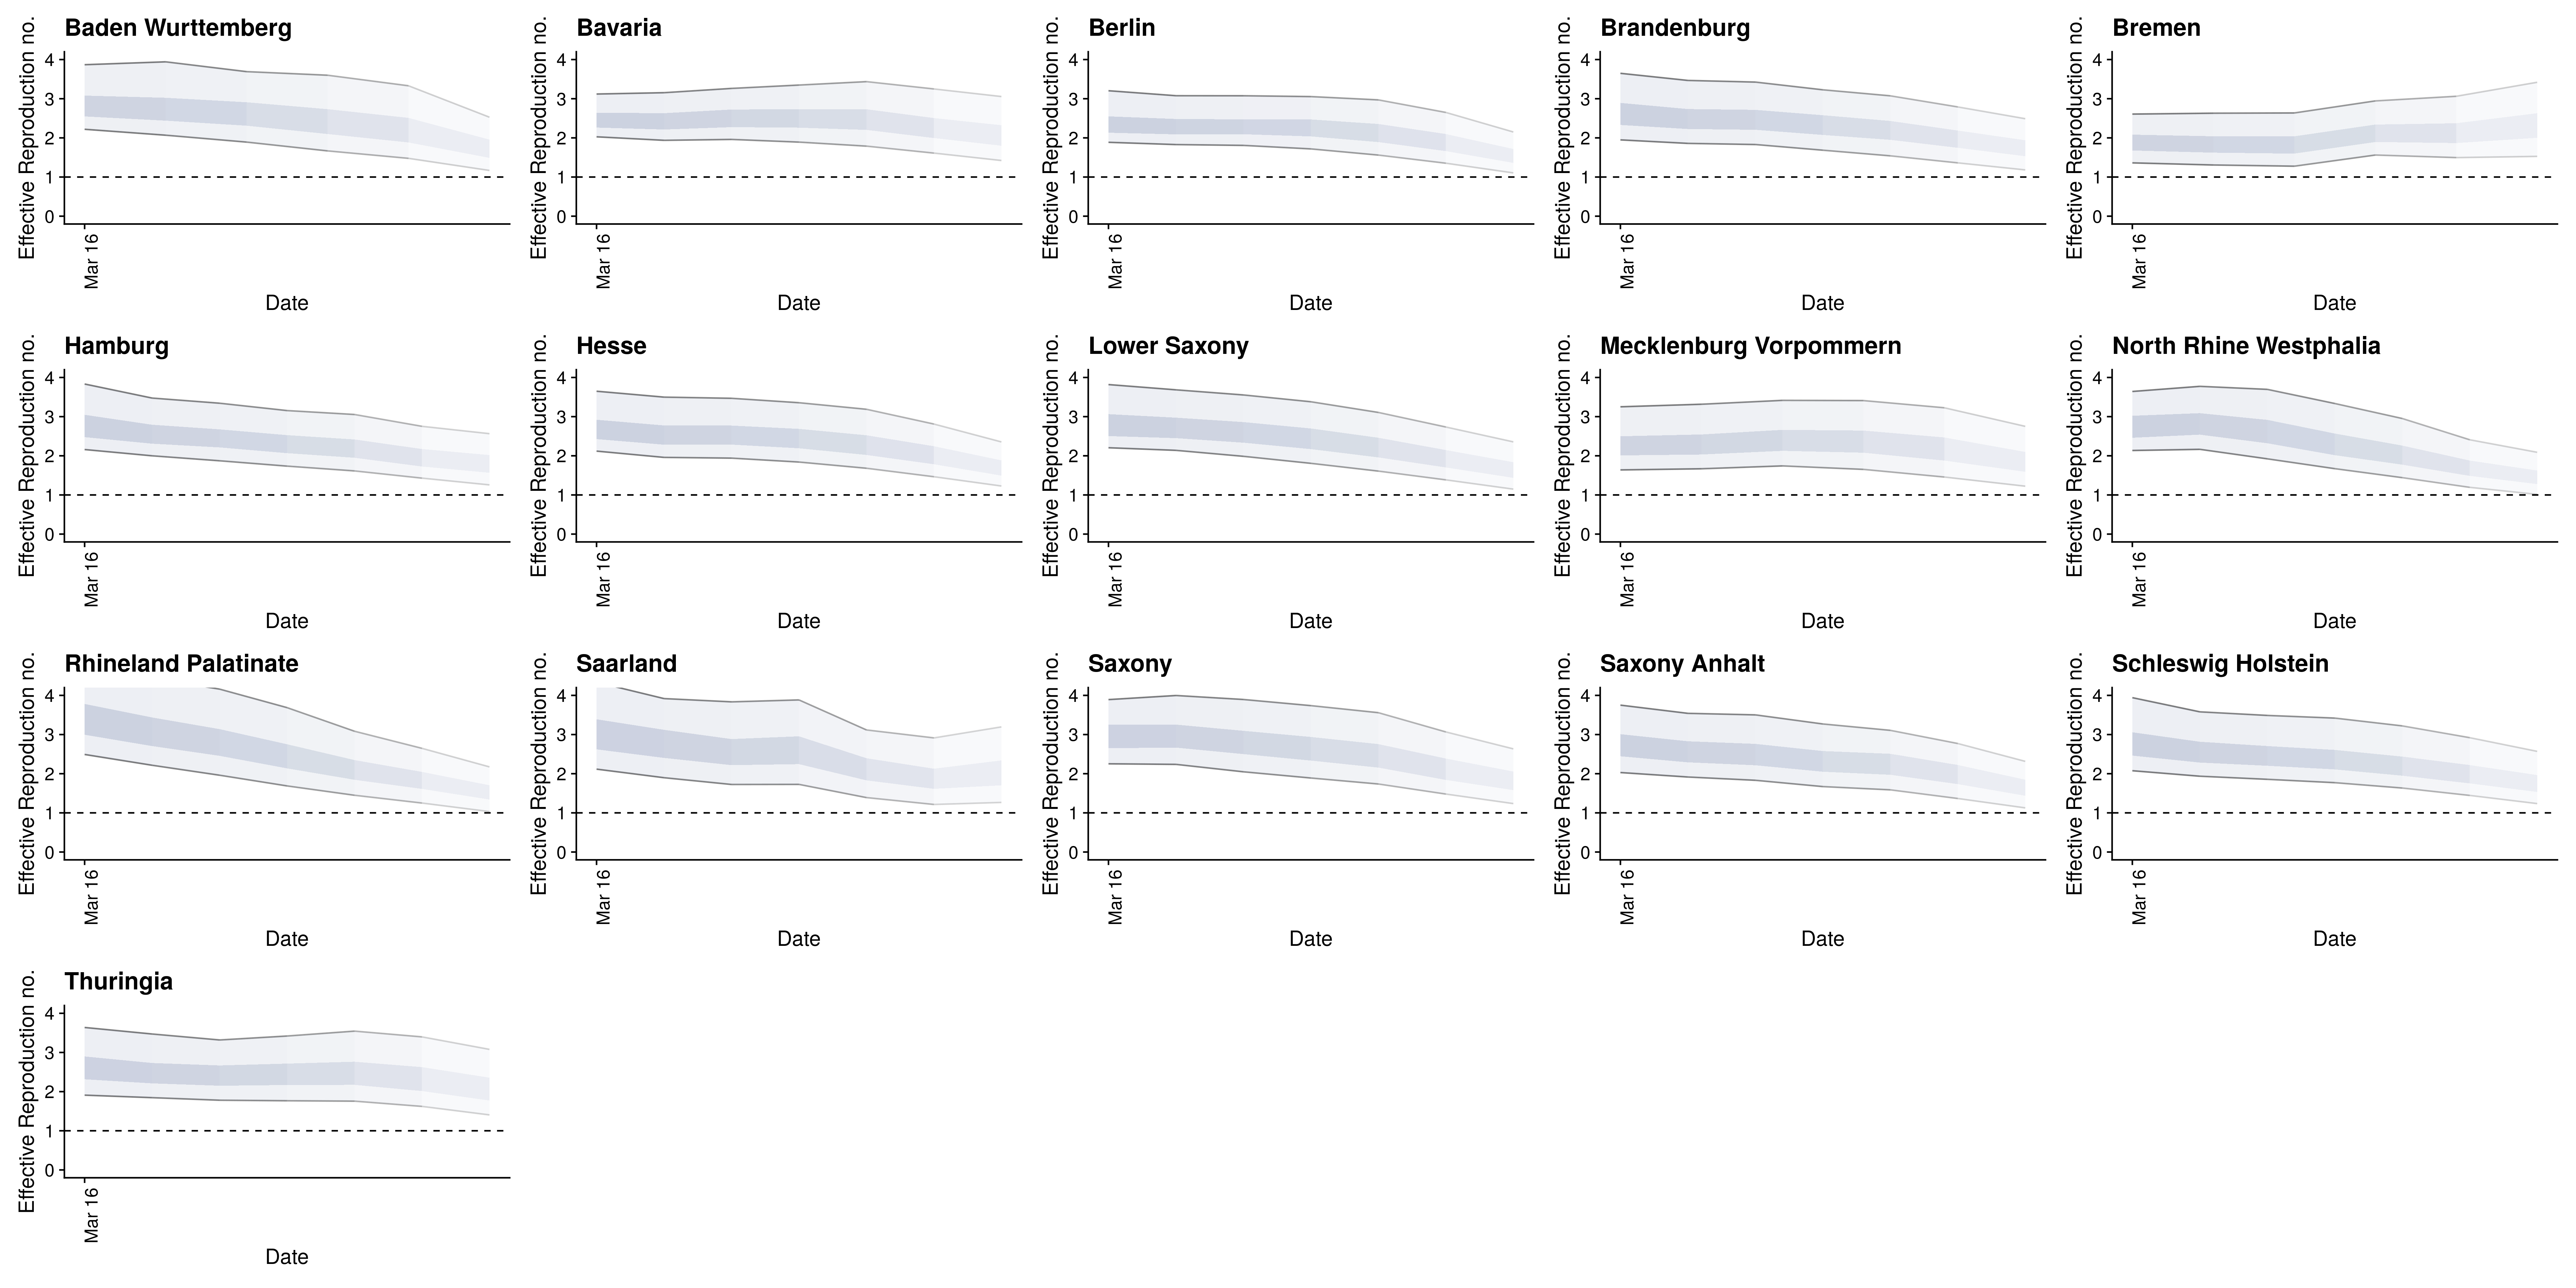 Baden Wurttemberg
Effective Reproduction no.
4
3
2
1
0
Mar 16
Date
Bavaria
Effective Reproduction no.
4
3
2
1
0
Mar 16
Date
Berlin
Effective Reproduction no.
4
3
2
1
0
Mar 16
Date
Brandenburg
Effective Reproduction no.
4
3
2
1
0
Mar 16
Date
Bremen
Effective Reproduction no.
4
3
2
1
0
Mar 16
Date
Hamburg
Effective Reproduction no.
4
3
2
1
0
Mar 16
Date
Hesse
Effective Reproduction no.
4
3
2
1
0
Mar 16
Date
Lower Saxony
Effective Reproduction no.
4
3
2
1
0
Mar 16
Date
Mecklenburg Vorpommern
Effective Reproduction no.
4
3
2
1
0
Mar 16
Date
North Rhine Westphalia
Effective Reproduction no.
4
3
2
1
0
Mar 16
Date
Rhineland Palatinate
Effective Reproduction no.
4
3
2
1
0
Mar 16
Date
Saarland
Effective Reproduction no.
4
3
2
1
0
Mar 16
Date
Saxony
Effective Reproduction no.
4
3
2
1
0
Mar 16
Date
Saxony Anhalt
Effective Reproduction no.
4
3
2
1
0
Mar 16
Date
Schleswig Holstein
Effective Reproduction no.
4
3
2
1
0
Mar 16
Date
Thuringia
Effective Reproduction no.
4
3
2
1
0
Mar 16
Date